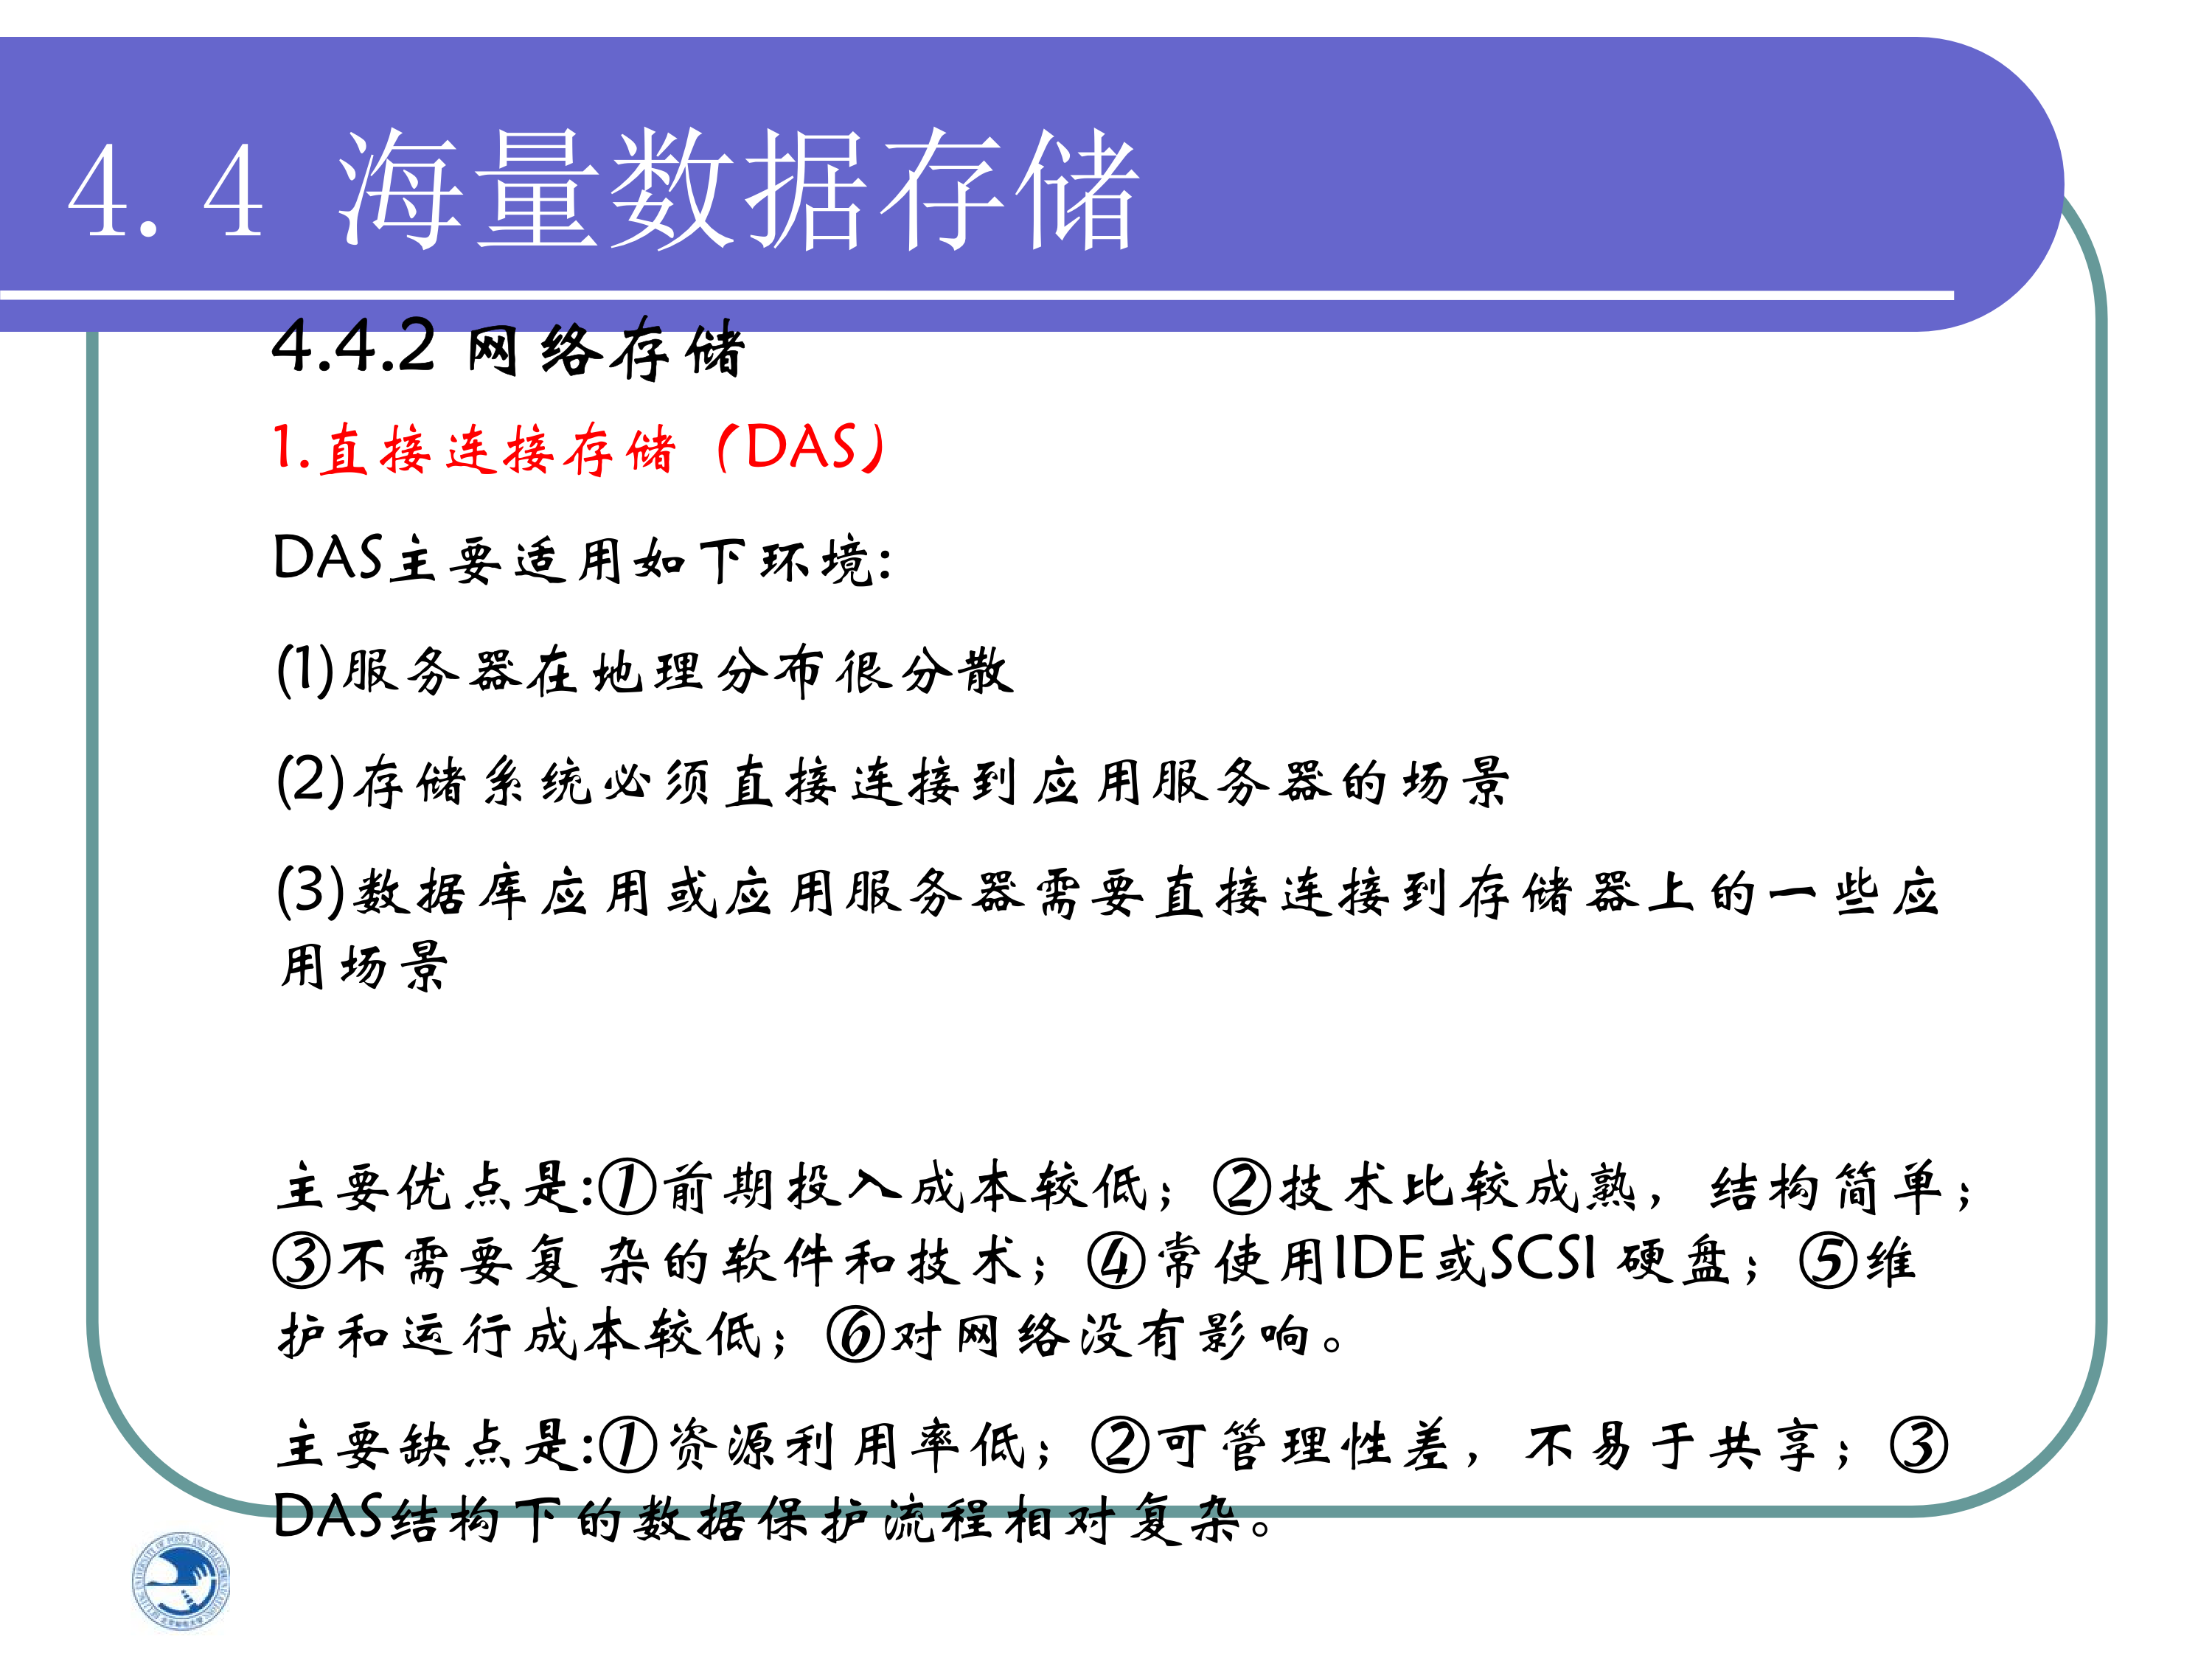 4.4 海量数据存储
4.4.2 网络存储
1.直接连接存储（DAS）
DAS主要适用如下环境:
(1)服务器在地理分布很分散
(2)存储系统必须直接连接到应用服务器的场景
(3)数据库应用或应用服务器需要直接连接到存储器上的一些应
用场景
主要优点是:①前期投入成本较低；②技术比较成熟，结构简单；
③不需要复杂的软件和技术；④常使用IDE或SCSI 硬盘；⑤维
护和运行成本较低；⑥对网络没有影响。
主要缺点是:①资源利用率低；②可管理性差，不易于共享；③
DAS结构下的数据保护流程相对复杂。